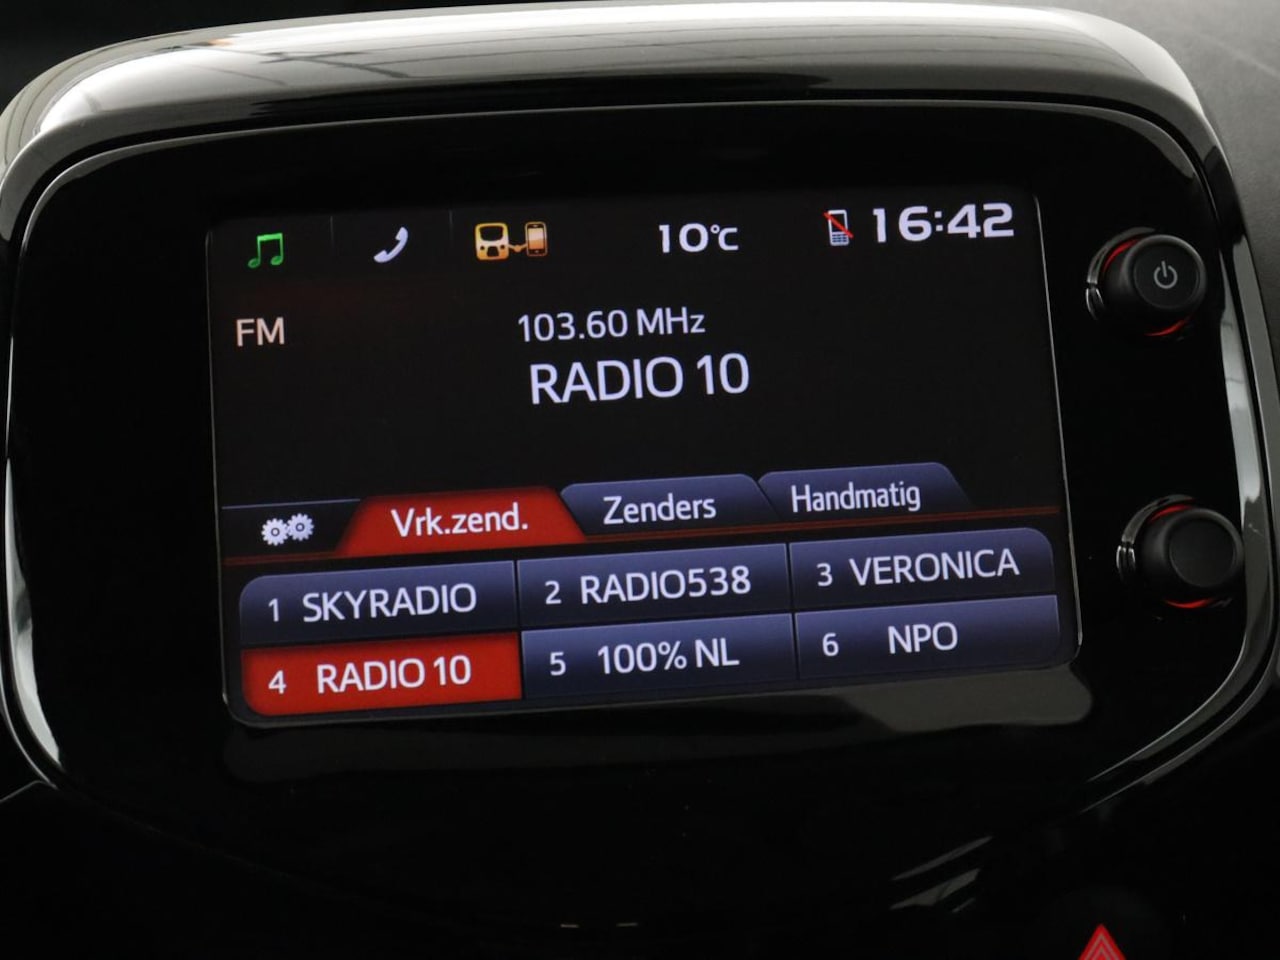 10°C 16:42
FM
103.60 MHz
RADIO 10
Vrk.zend. Zenders Handmatig
1 SKYRADIO 2 RADIO538 3 VERONICA
4 RADIO 10 5 100% NL 6 NPO